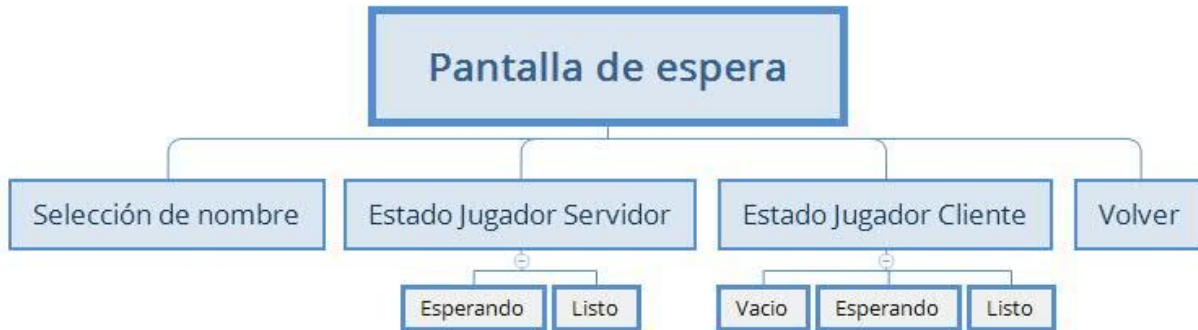 Pantalla de espera
Selección de nombre
Estado Jugador Servidor
Estado Jugador Cliente
Volver
Esperando
Listo
Vacio
Esperando
Listo